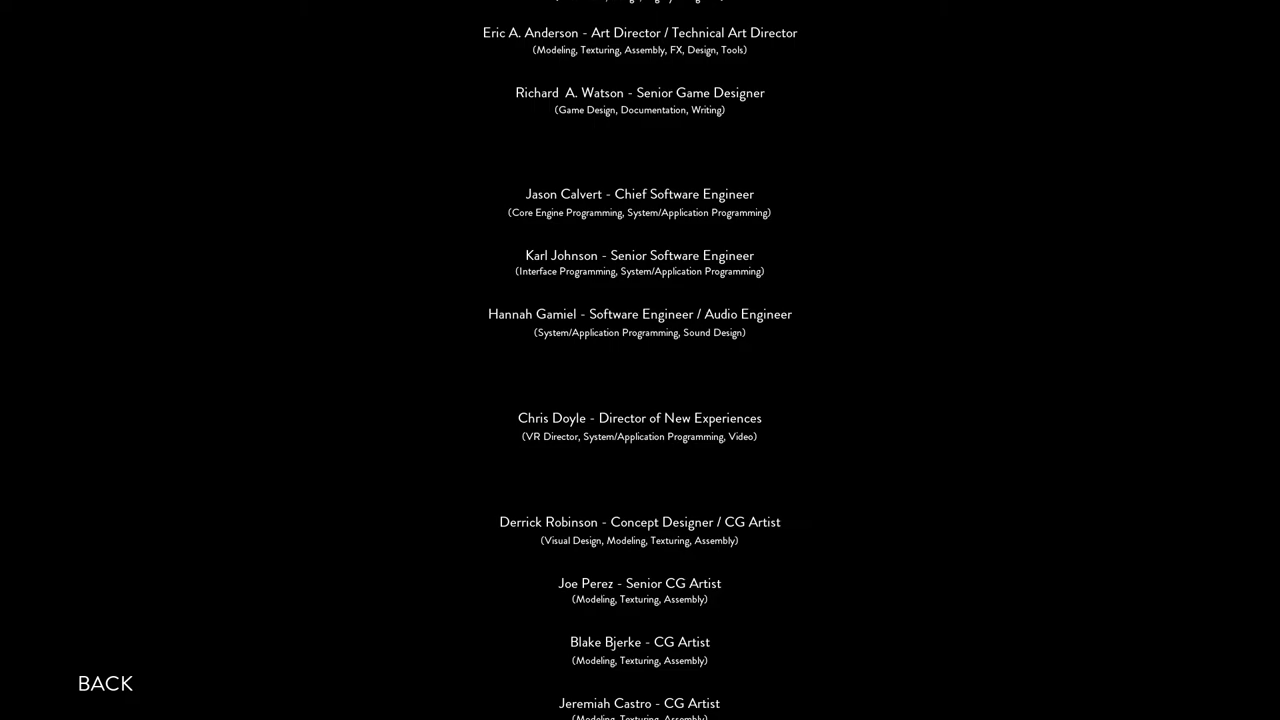 Eric A. Anderson - Art Director / Technical Art Director
(Modeling, Texturing, Assembly, FX, Design, Tools)
Richard  A. Watson - Senior Game Designer
(Game Design, Documentation, Writing)
Jason Calvert - Chief Software Engineer
(Core Engine Programming, System/Application Programming)
Karl Johnson - Senior Software Engineer
(Interface Programming, System/Application Programming)
Hannah Gamiel - Software Engineer / Audio Engineer
(System/Application Programming, Sound Design)
Chris Doyle - Director of New Experiences
(VR Director, System/Application Programming, Video)
Derrick Robinson - Concept Designer / CG Artist
(Visual Design, Modeling, Texturing, Assembly)
Joe Perez - Senior CG Artist
(Modeling, Texturing, Assembly)
Blake Bjerke - CG Artist
(Modeling, Texturing, Assembly)
BACK
Jeremiah Castro - CG Artist
(Modeling, Texturing, Assembly)